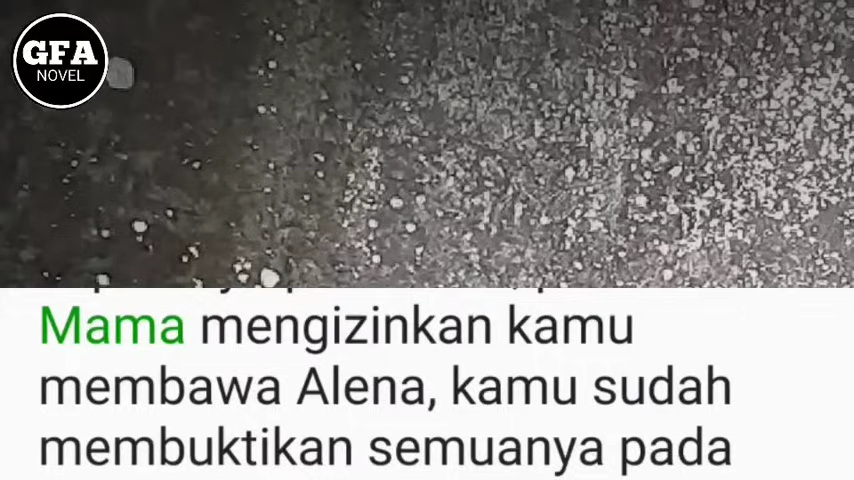 GFA
NOVEL
Mama mengizinkan kamu
membawa Alena, kamu sudah
membuktikan semuanya pada